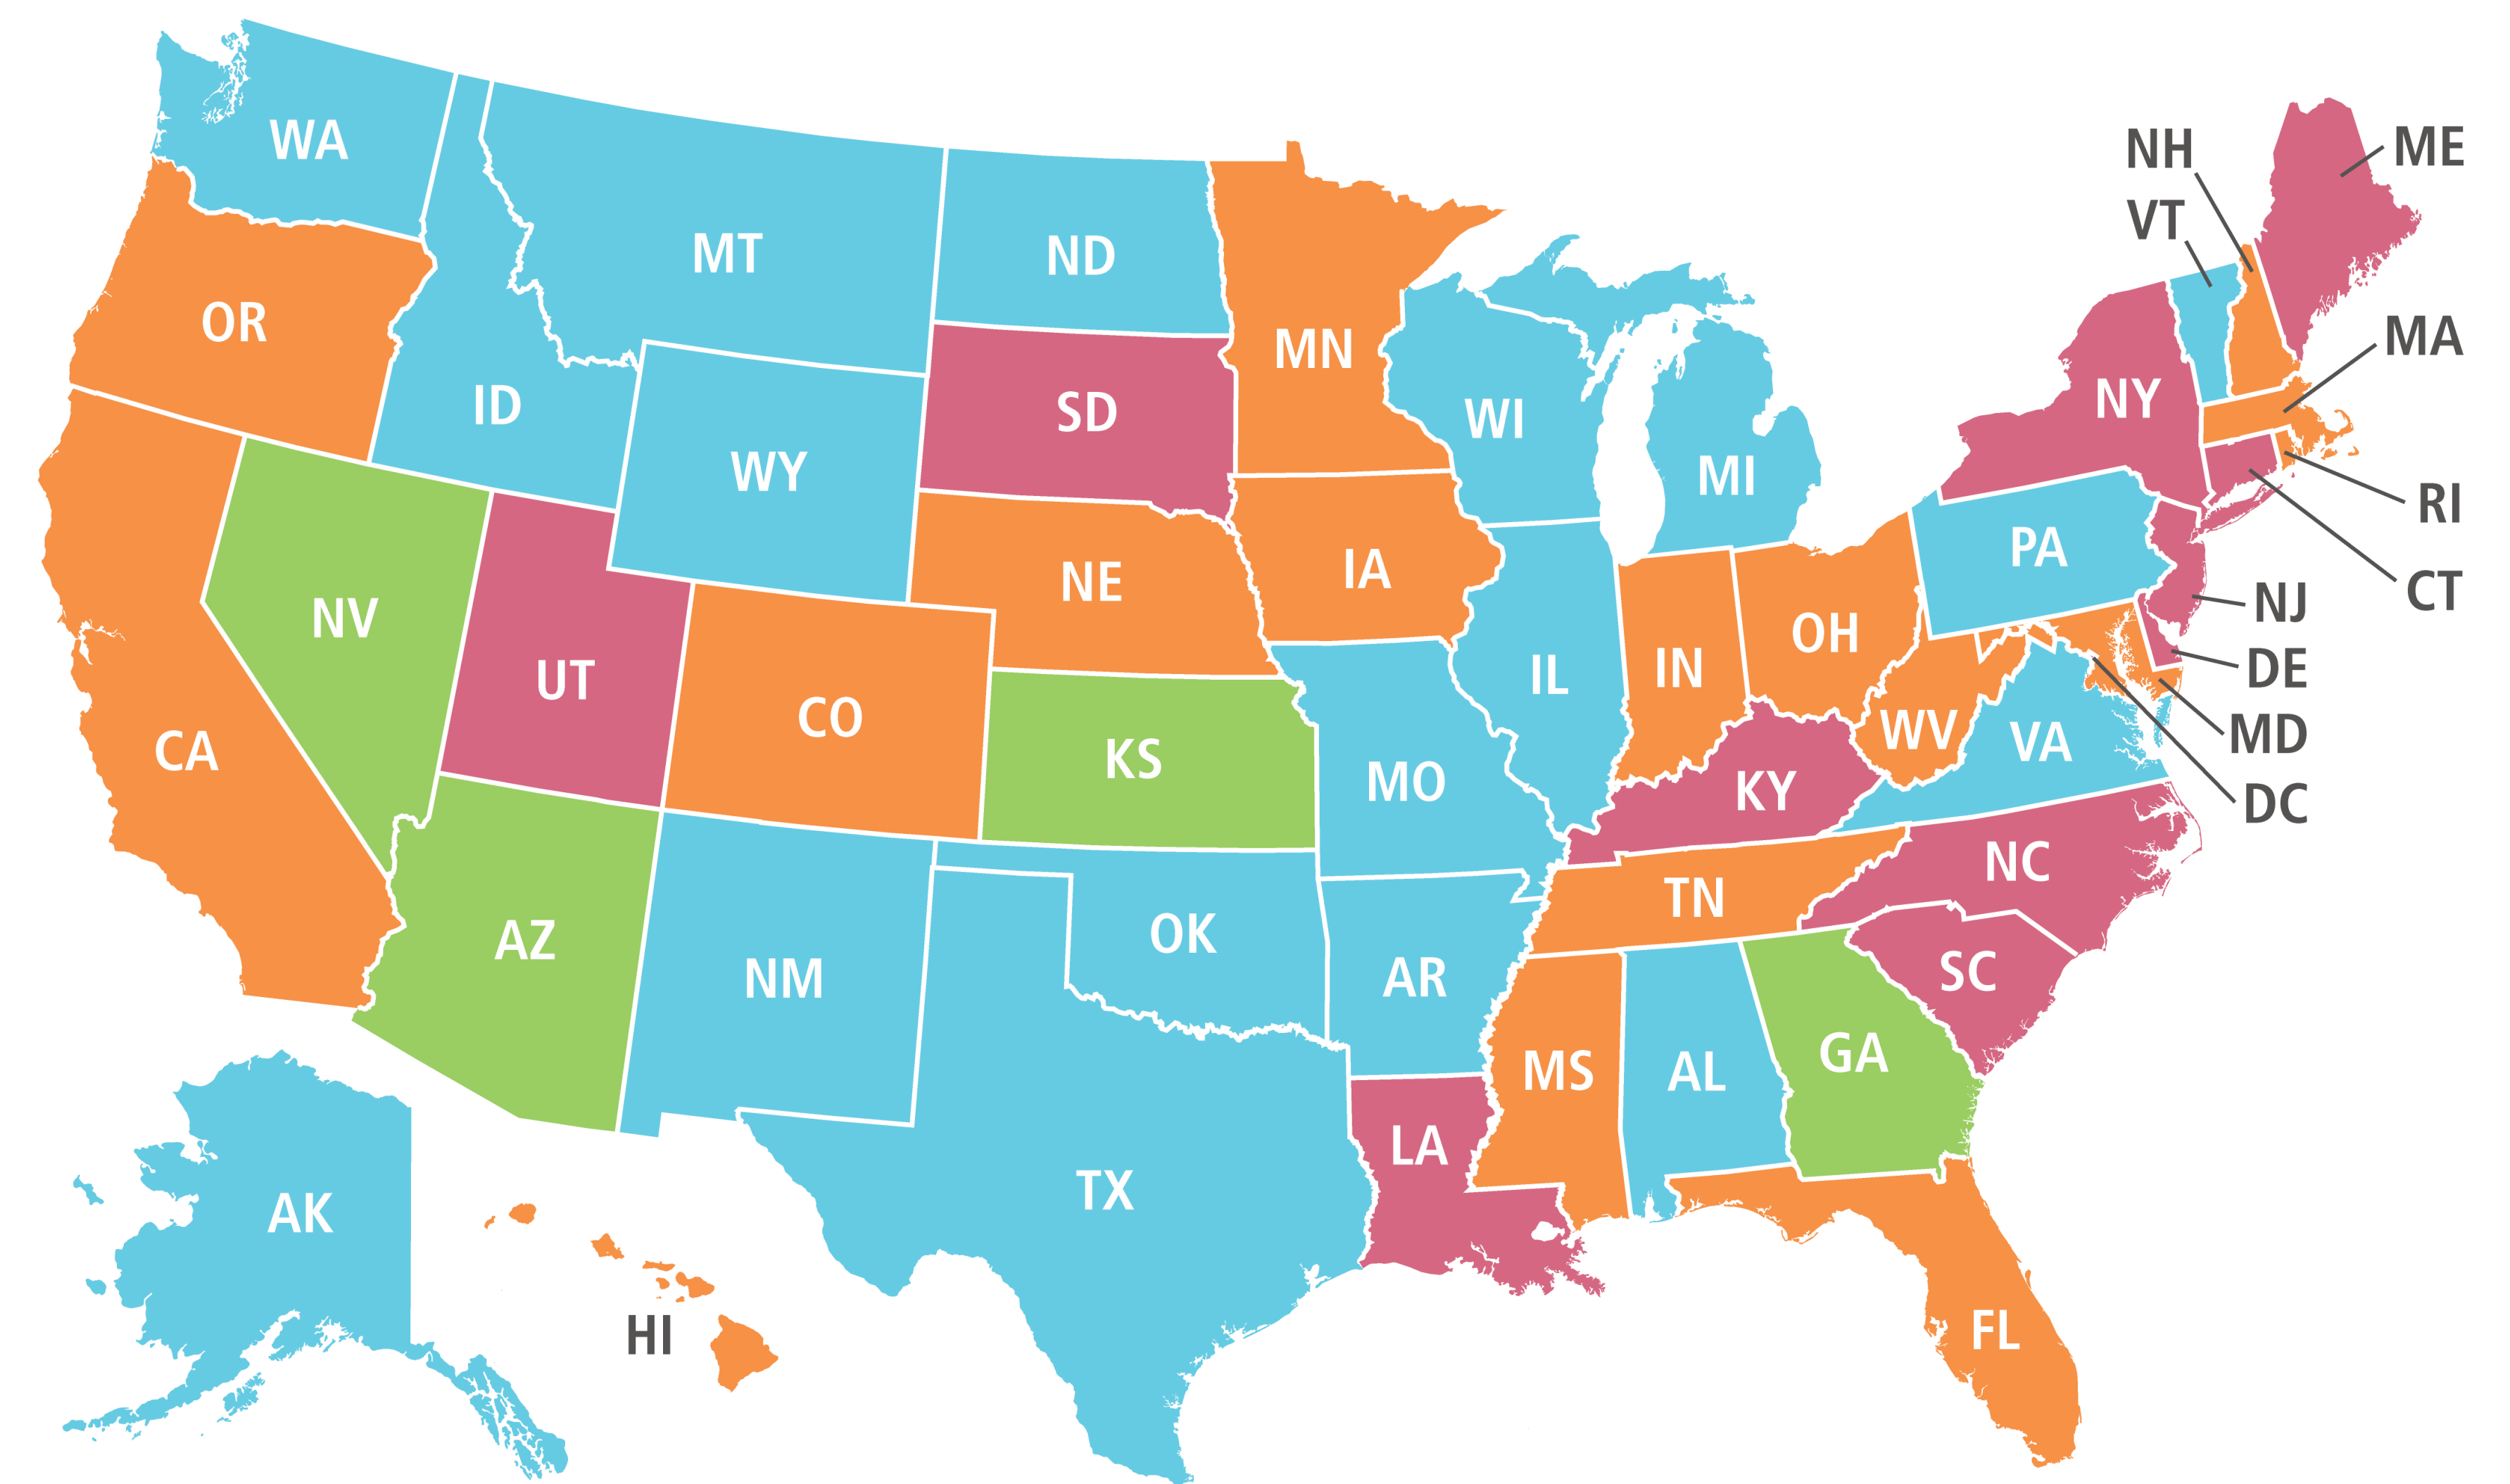 WA
MT
ND
MN
NH
VT
ME
OR
ID
WY
SD
WI
MI
NY
MA
RI
CT
NV
UT
CO
NE
IA
IL
IN
OH
PA
NJ
DE
MD
DC
CA
KS
MO
KY
WV
VA
AZ
NM
OK
AR
TN
NC
SC
MS
AL
GA
LA
TX
AK
HI
FL